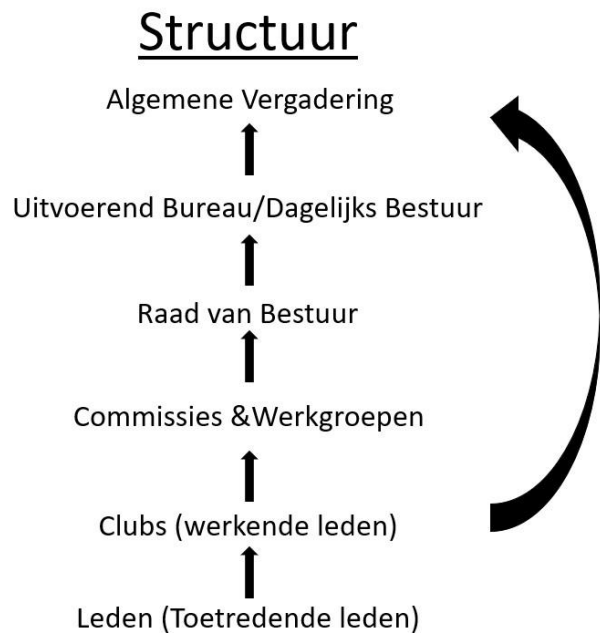 Structuur
Algemene Vergadering
Uitvoerend Bureau/Dagelijks Bestuur
Raad van Bestuur
Commissies &Werkgroepen
Clubs (werkende leden)
Leden (Toetredende leden)